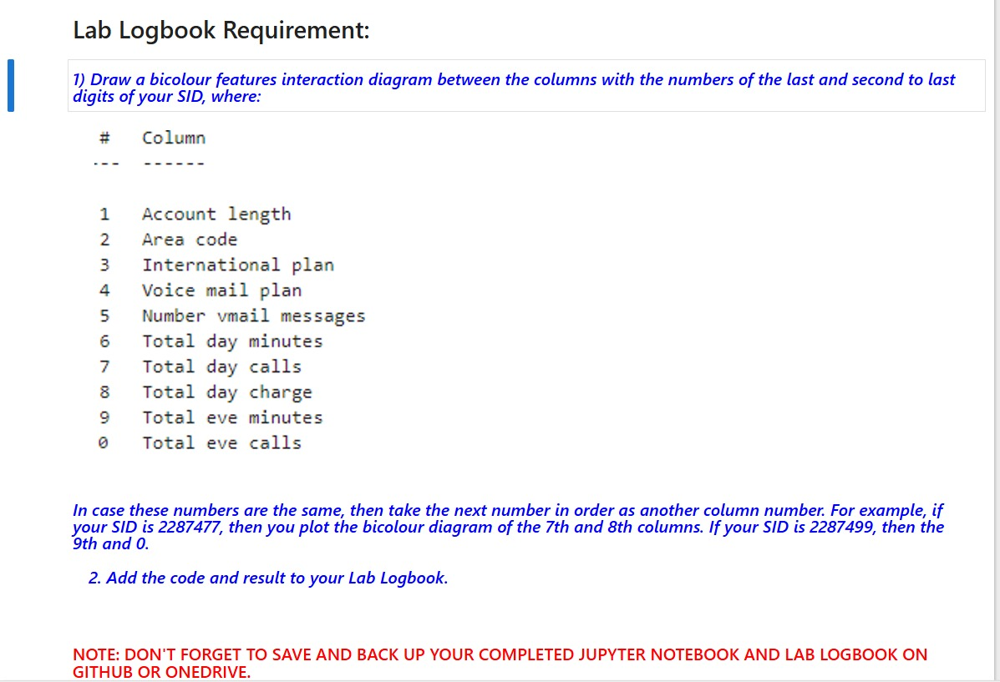 Lab Logbook Requirement:
1) Draw a bicolour features interaction diagram between the columns with the numbers of the last and second to last
digits of your SID, where:
# Column
--- ------
1 Account length
2 Area code
3 International plan
4 Voice mail plan
5 Number vmail messages
6 Total day minutes
7 Total day calls
8 Total day charge
9 Total eve minutes
0 Total eve calls
In case these numbers are the same, then take the next number in order as another column number. For example, if
your SID is 2287477, then you plot the bicolour diagram of the 7th and 8th columns. If your SID is 2287499, then the
9th and 0.
2. Add the code and result to your Lab Logbook.
NOTE: DON'T FORGET TO SAVE AND BACK UP YOUR COMPLETED JUPYTER NOTEBOOK AND LAB LOGBOOK ON
GITHUB OR ONEDRIVE.